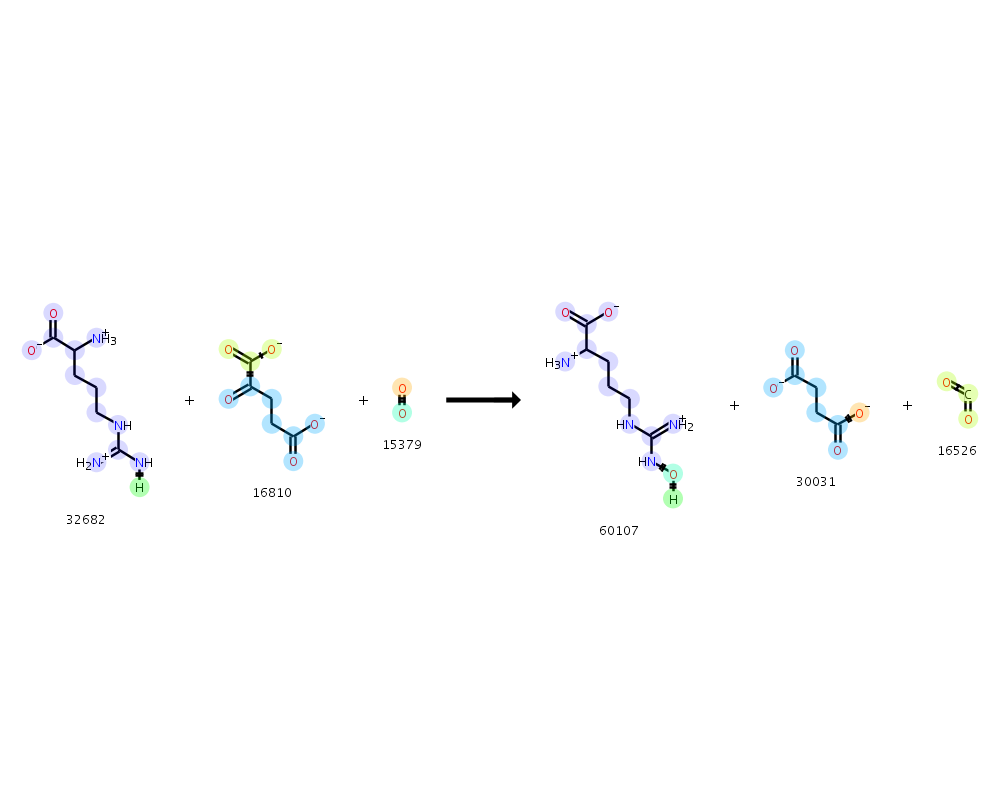 O O⁻ NH₃⁺ NH H₂N⁺ NH H
32682
+
O O⁻ O O⁻ O
16810
+
O O
15379
O O⁻ H₃N⁺ HN NH₂⁺ HN O H
60107
+
O O⁻ O⁻ O
30031
+
O C O
16526